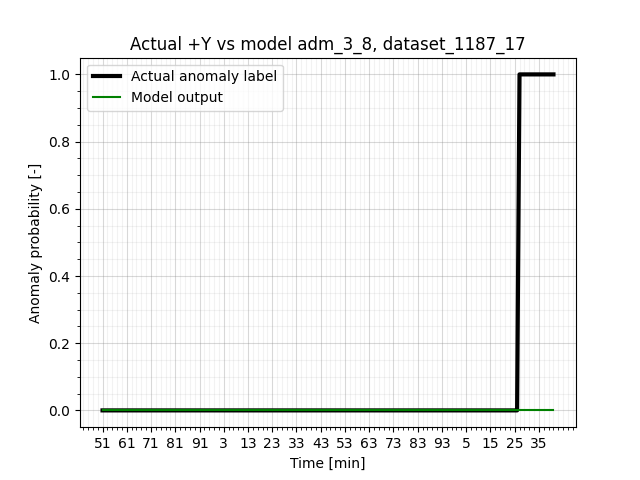 Actual +Y vs model adm_3_8, dataset_1187_17
Actual anomaly label
Model output
Anomaly probability [-]
1.0
0.8
0.6
0.4
0.2
0.0
51 61 71 81 91 3 13 23 33 43 53 63 73 83 93 5 15 25 35
Time [min]